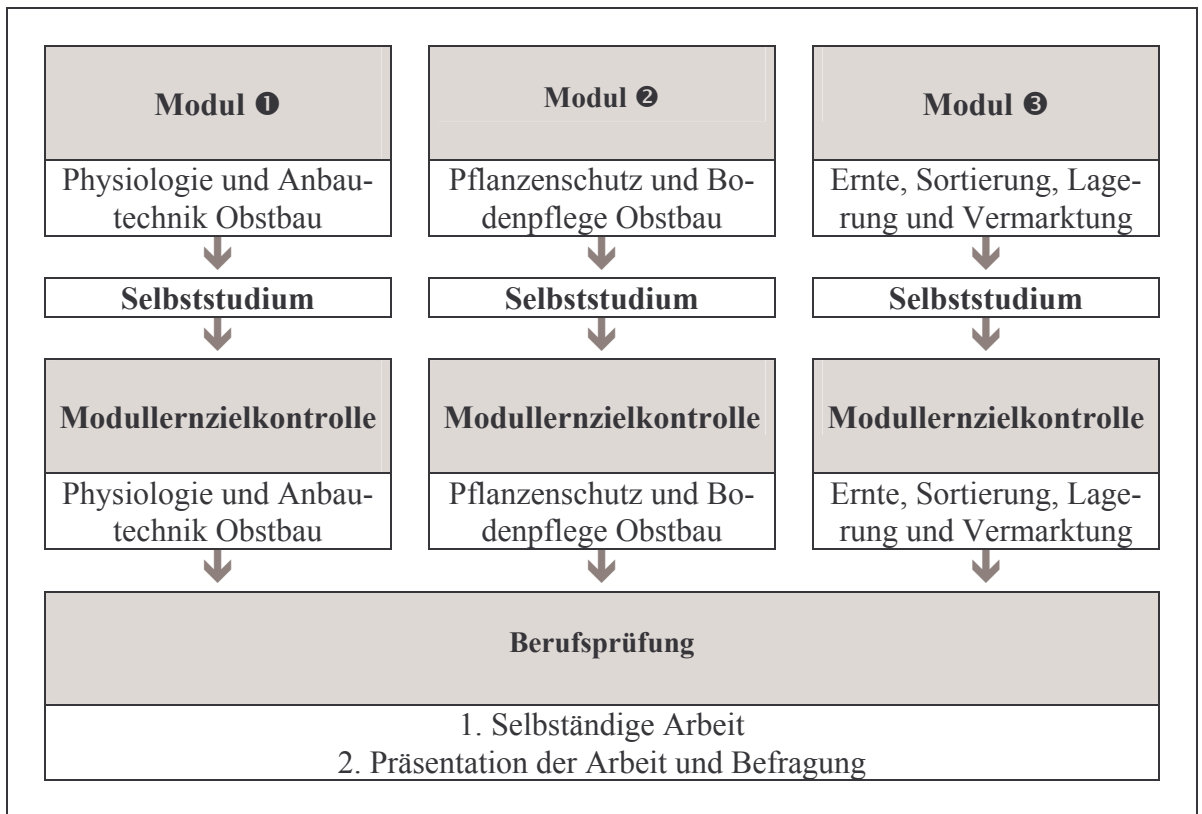 Modul ❶
Physiologie und Anbau-
technik Obstbau
Selbststudium
Modullernzielkontrolle
Physiologie und Anbau-
technik Obstbau
Modul ❷
Pflanzenschutz und Bo-
denpflege Obstbau
Selbststudium
Modullernzielkontrolle
Pflanzenschutz und Bo-
denpflege Obstbau
Modul ❸
Ernte, Sortierung, Lage-
rung und Vermarktung
Selbststudium
Modullernzielkontrolle
Ernte, Sortierung, Lage-
rung und Vermarktung
Berufsprüfung
1. Selbständige Arbeit
2. Präsentation der Arbeit und Befragung